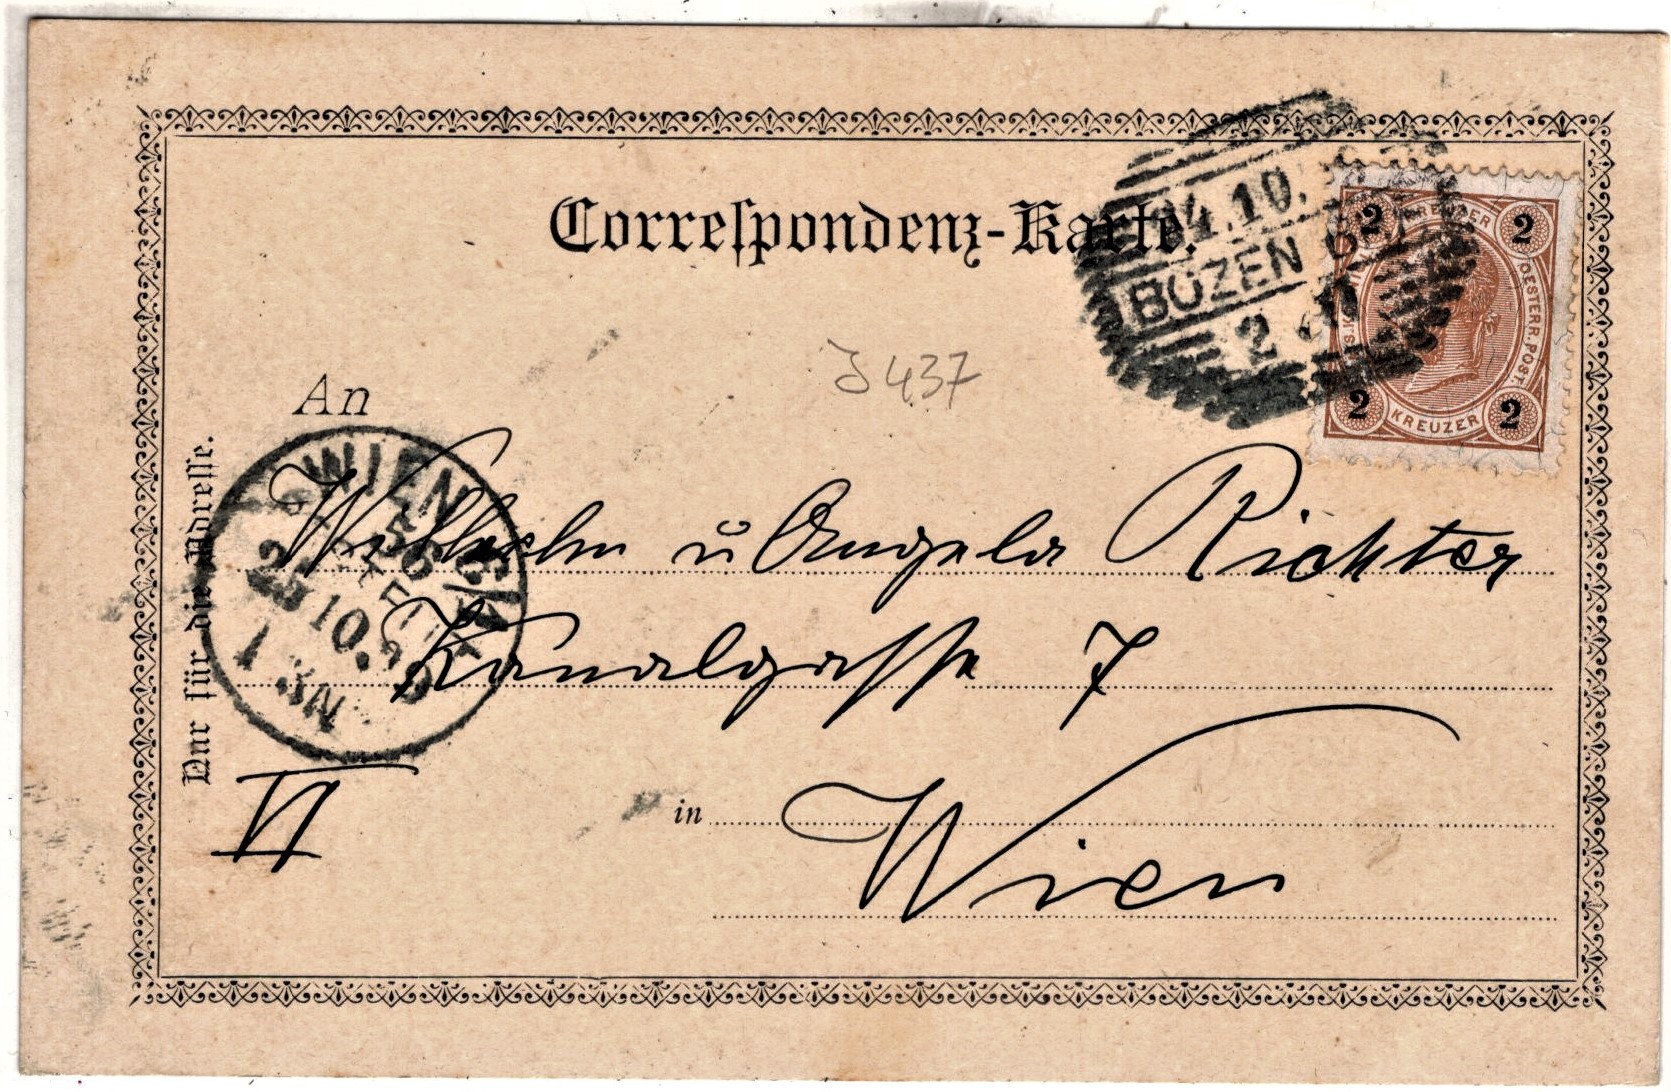 Correſpondenz-Karte.
24.10.
BOZEN
2
2 KREUZER 2
OESTERR. POST.
2 KREUZER 2
J 437
An
Nur für die Adreſſe.
WIEN
25 10.
1 3N
Wilhelm u Angela Richter
Kanalgasse 7
VI
in
Wien